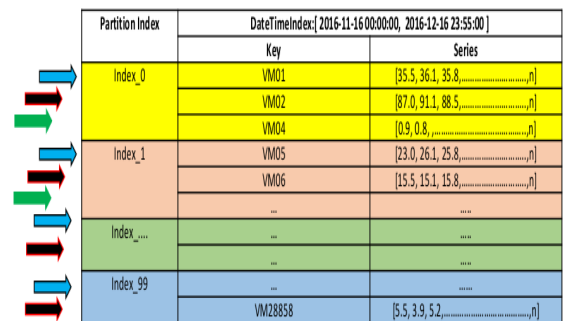 Partition Index DateTimeIndex:[ 2016-11-16 00:00:00, 2016-12-16 23:55:00 ]
Key Series
Index_0 VM01 [35.5, 36.1, 35.8,...........................,n]
VM02 [87.0, 91.1, 88.5,...........................,n]
VM04 [0.9, 0.8, ,......................................,n]
Index_1 VM05 [23.0, 26.1, 25.8,...........................,n]
VM06 [15.5, 15.1, 15.8,...........................,n]
... .....
Index_.... ... .....
... .....
Index_99 ... ......
VM28858 [5.5, 3.9, 5.2,....................................,n]